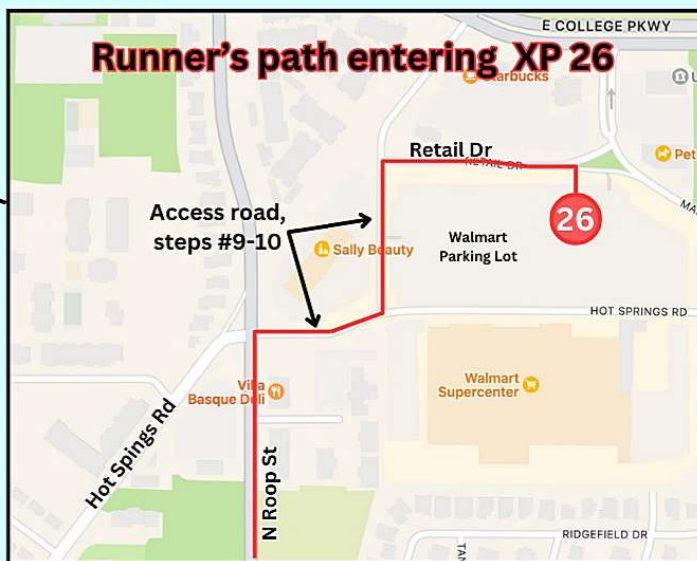 E COLLEGE PKWY
Runner's path entering XP 26
Starbucks
Retail Dr
RETAIL DR
Pet
Access road,
steps #9-10
26
Sally Beauty
Walmart
Parking Lot
HOT SPRINGS RD
Villa
Basque Deli
Walmart
Supercenter
Hot Spings Rd
N Roop St
RIDGEFIELD DR